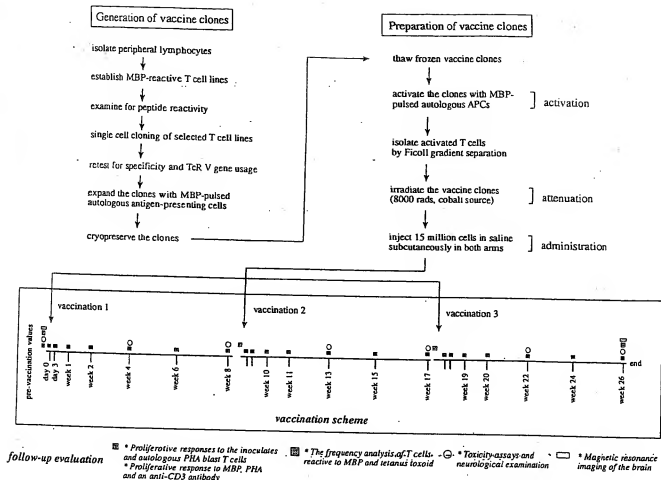 Generation of vaccine clones
isolate peripheral lymphocytes
establish MBP-reactive T cell lines
examine for peptide reactivity
single cell cloning of selected T cell lines
retest for specificity and TcR V gene usage
expand the clones with MBP-pulsed
autologous antigen-presenting cells
cryopreserve the clones
Preparation of vaccine clones
thaw frozen vaccine clones
activate the clones with MBP-
pulsed autologous APCs
activation
isolate activated T cells
by Ficoll gradient separation
irradiate the vaccine clones
(8000 rads, cobalt source)
attenuation
inject 15 million cells in saline
subcutaneously in both arms
administration
vaccination 1
vaccination 2
vaccination 3
pre-vaccination values
day 0
day 3
week 1
week 2
week 4
week 6
week 8
week 10
week 11
week 13
week 15
week 17
week 19
week 20
week 22
week 24
week 26
end
vaccination scheme
follow-up evaluation
* Proliferotive responses to the inoculates
and autologous PHA blast T cells
* Proliferative response to MBP, PHA
and an anti-CD3 antibody
* The frequency analysis of T cells
reactive to MBP and tetanus toxoid
* Toxicity assays and
neurological examination
* Magnetic resonance
imaging of the brain